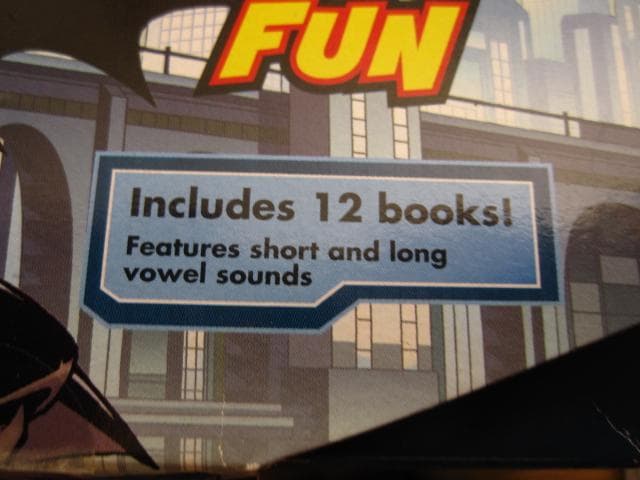 FUN
Includes 12 books!
Features short and long
vowel sounds